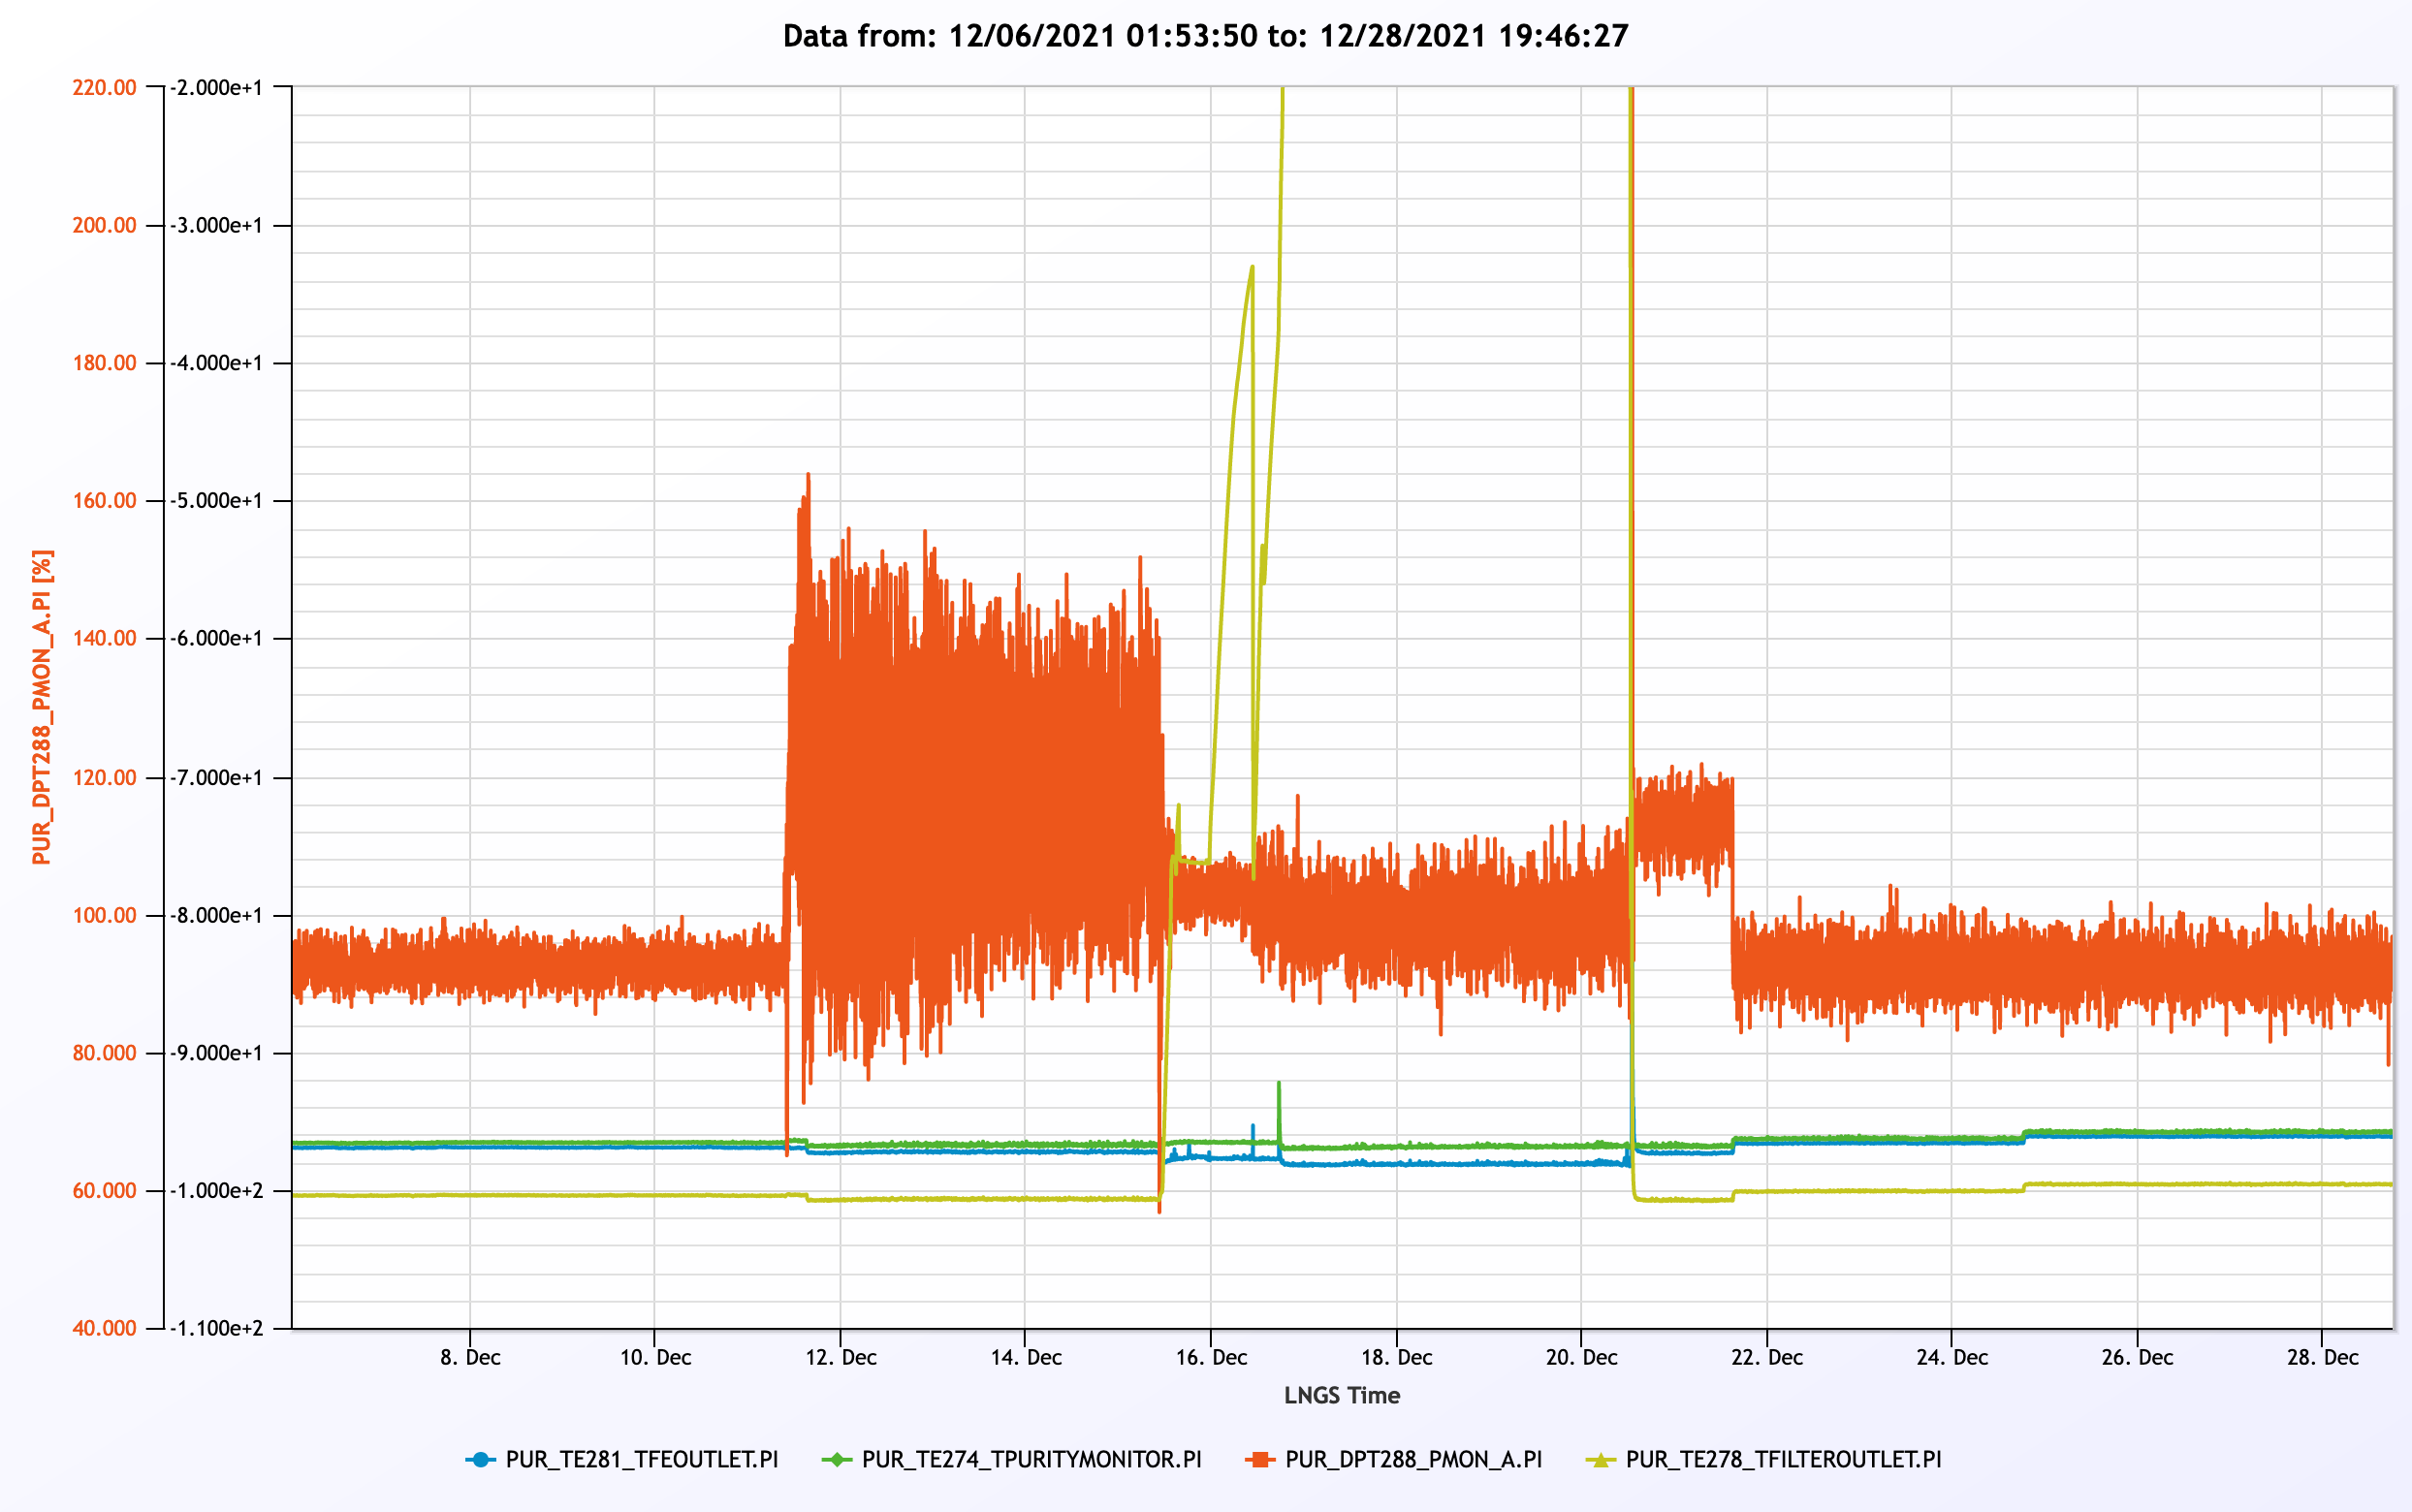 Data from: 12/06/2021 01:53:50 to: 12/28/2021 19:46:27
220.00 -2.000e+1
200.00 -3.000e+1
180.00 -4.000e+1
160.00 -5.000e+1
140.00 -6.000e+1
120.00 -7.000e+1
100.00 -8.000e+1
80.000 -9.000e+1
60.000 -1.000e+2
40.000 -1.100e+2
PUR_DPT288_PMON_A.PI [%]
8. Dec 10. Dec 12. Dec 14. Dec 16. Dec 18. Dec 20. Dec 22. Dec 24. Dec 26. Dec 28. Dec
LNGS Time
PUR_TE281_TFEOUTLET.PI PUR_TE274_TPURITYMONITOR.PI PUR_DPT288_PMON_A.PI PUR_TE278_TFILTEROUTLET.PI